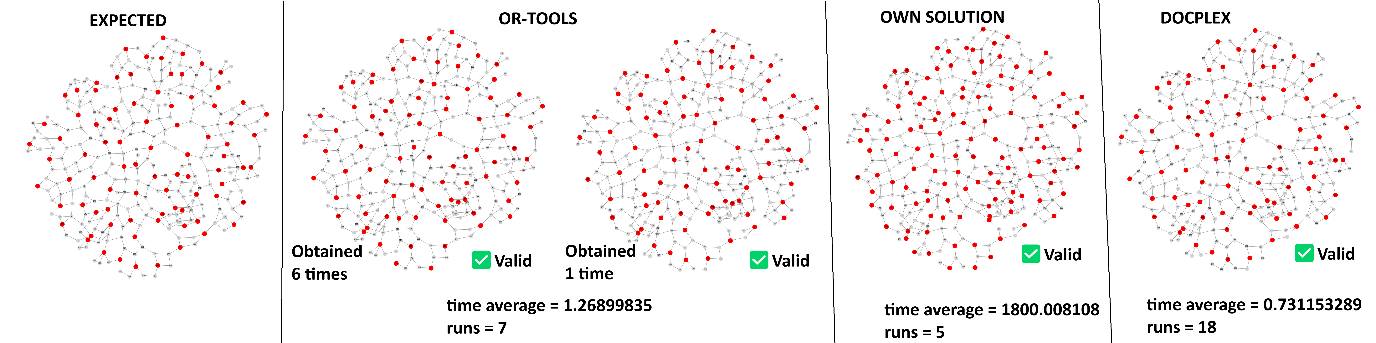 EXPECTED
OR-TOOLS
OWN SOLUTION
DOCPLEX
Obtained
6 times
Valid
Obtained
1 time
Valid
Valid
Valid
time average = 1.26899835
runs = 7
time average = 1800.008108
runs = 5
time average = 0.731153289
runs = 18